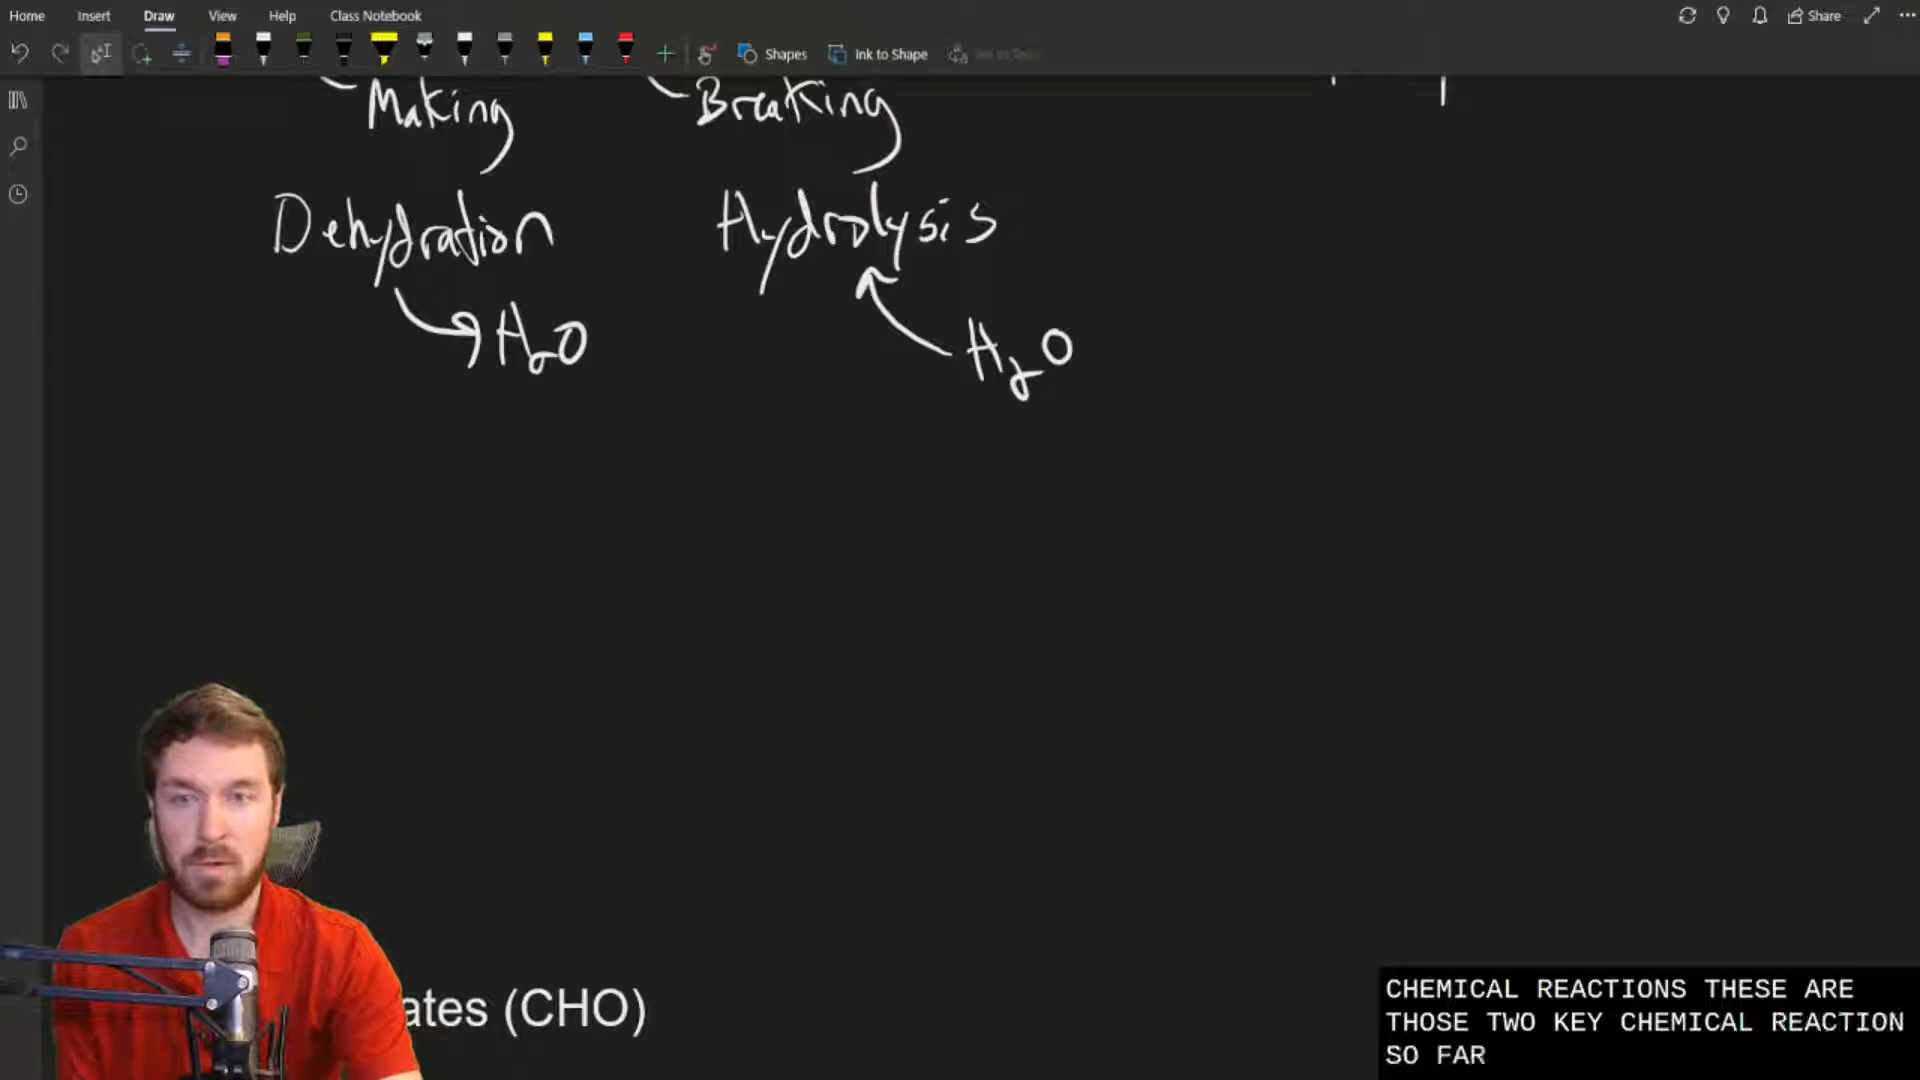 Home Insert Draw View Help Class Notebook Share
Shapes Ink to Shape
Making Breaking
Dehydration Hydrolysis
H2O H2O
ates (CHO)
CHEMICAL REACTIONS THESE ARE
THOSE TWO KEY CHEMICAL REACTION
SO FAR